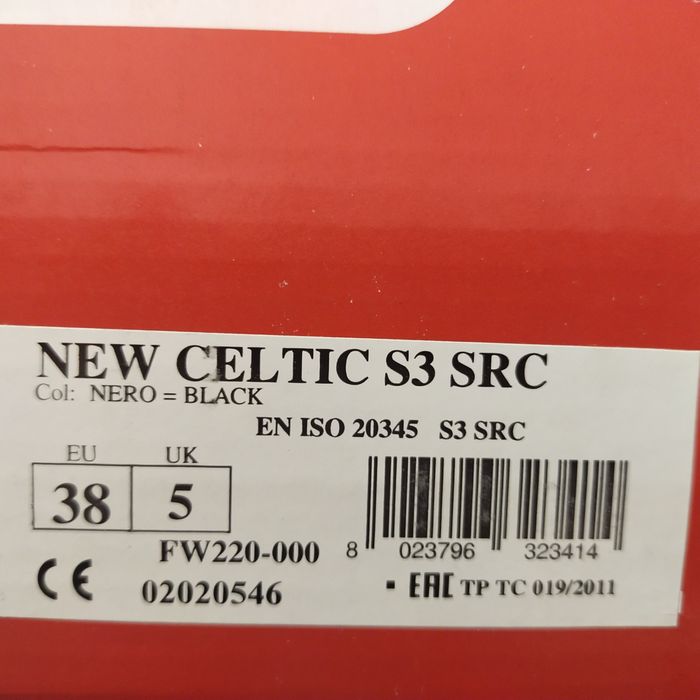 NEW CELTIC S3 SRC
Col: NERO = BLACK
EN ISO 20345 S3 SRC
EU UK
38 5
FW220-000
8 023796 323414
CE 02020546
▪ EAC TP TC 019/2011